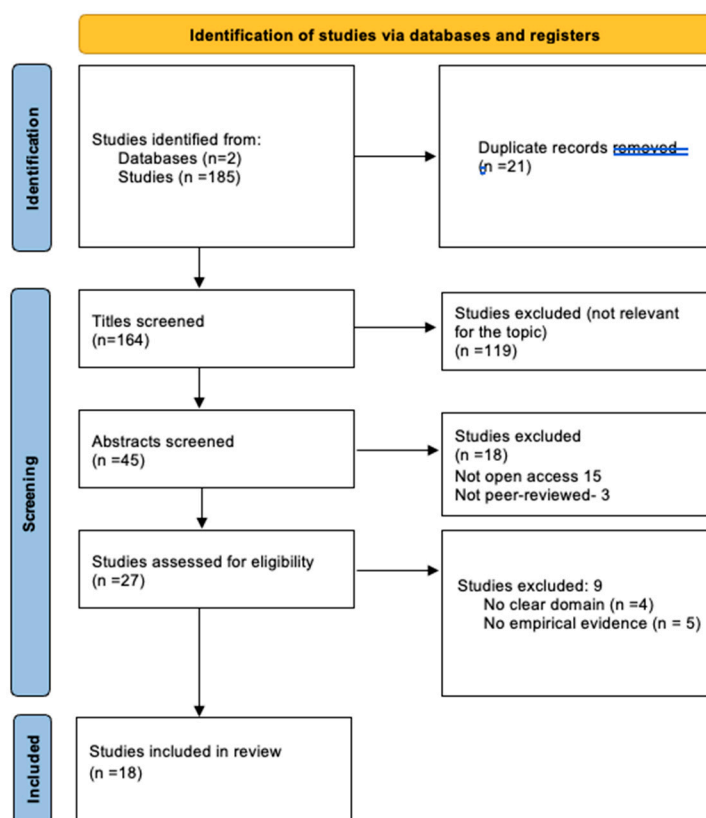 Identification of studies via databases and registers
Identification
Studies identified from:
Databases (n=2)
Studies (n =185)
Duplicate records removed
(n =21)
Screening
Titles screened
(n=164)
Studies excluded (not relevant
for the topic)
(n =119)
Abstracts screened
(n =45)
Studies excluded
(n =18)
Not open access 15
Not peer-reviewed- 3
Studies assessed for eligibility
(n =27)
Studies excluded: 9
No clear domain (n =4)
No empirical evidence (n = 5)
Included
Studies included in review
(n =18)